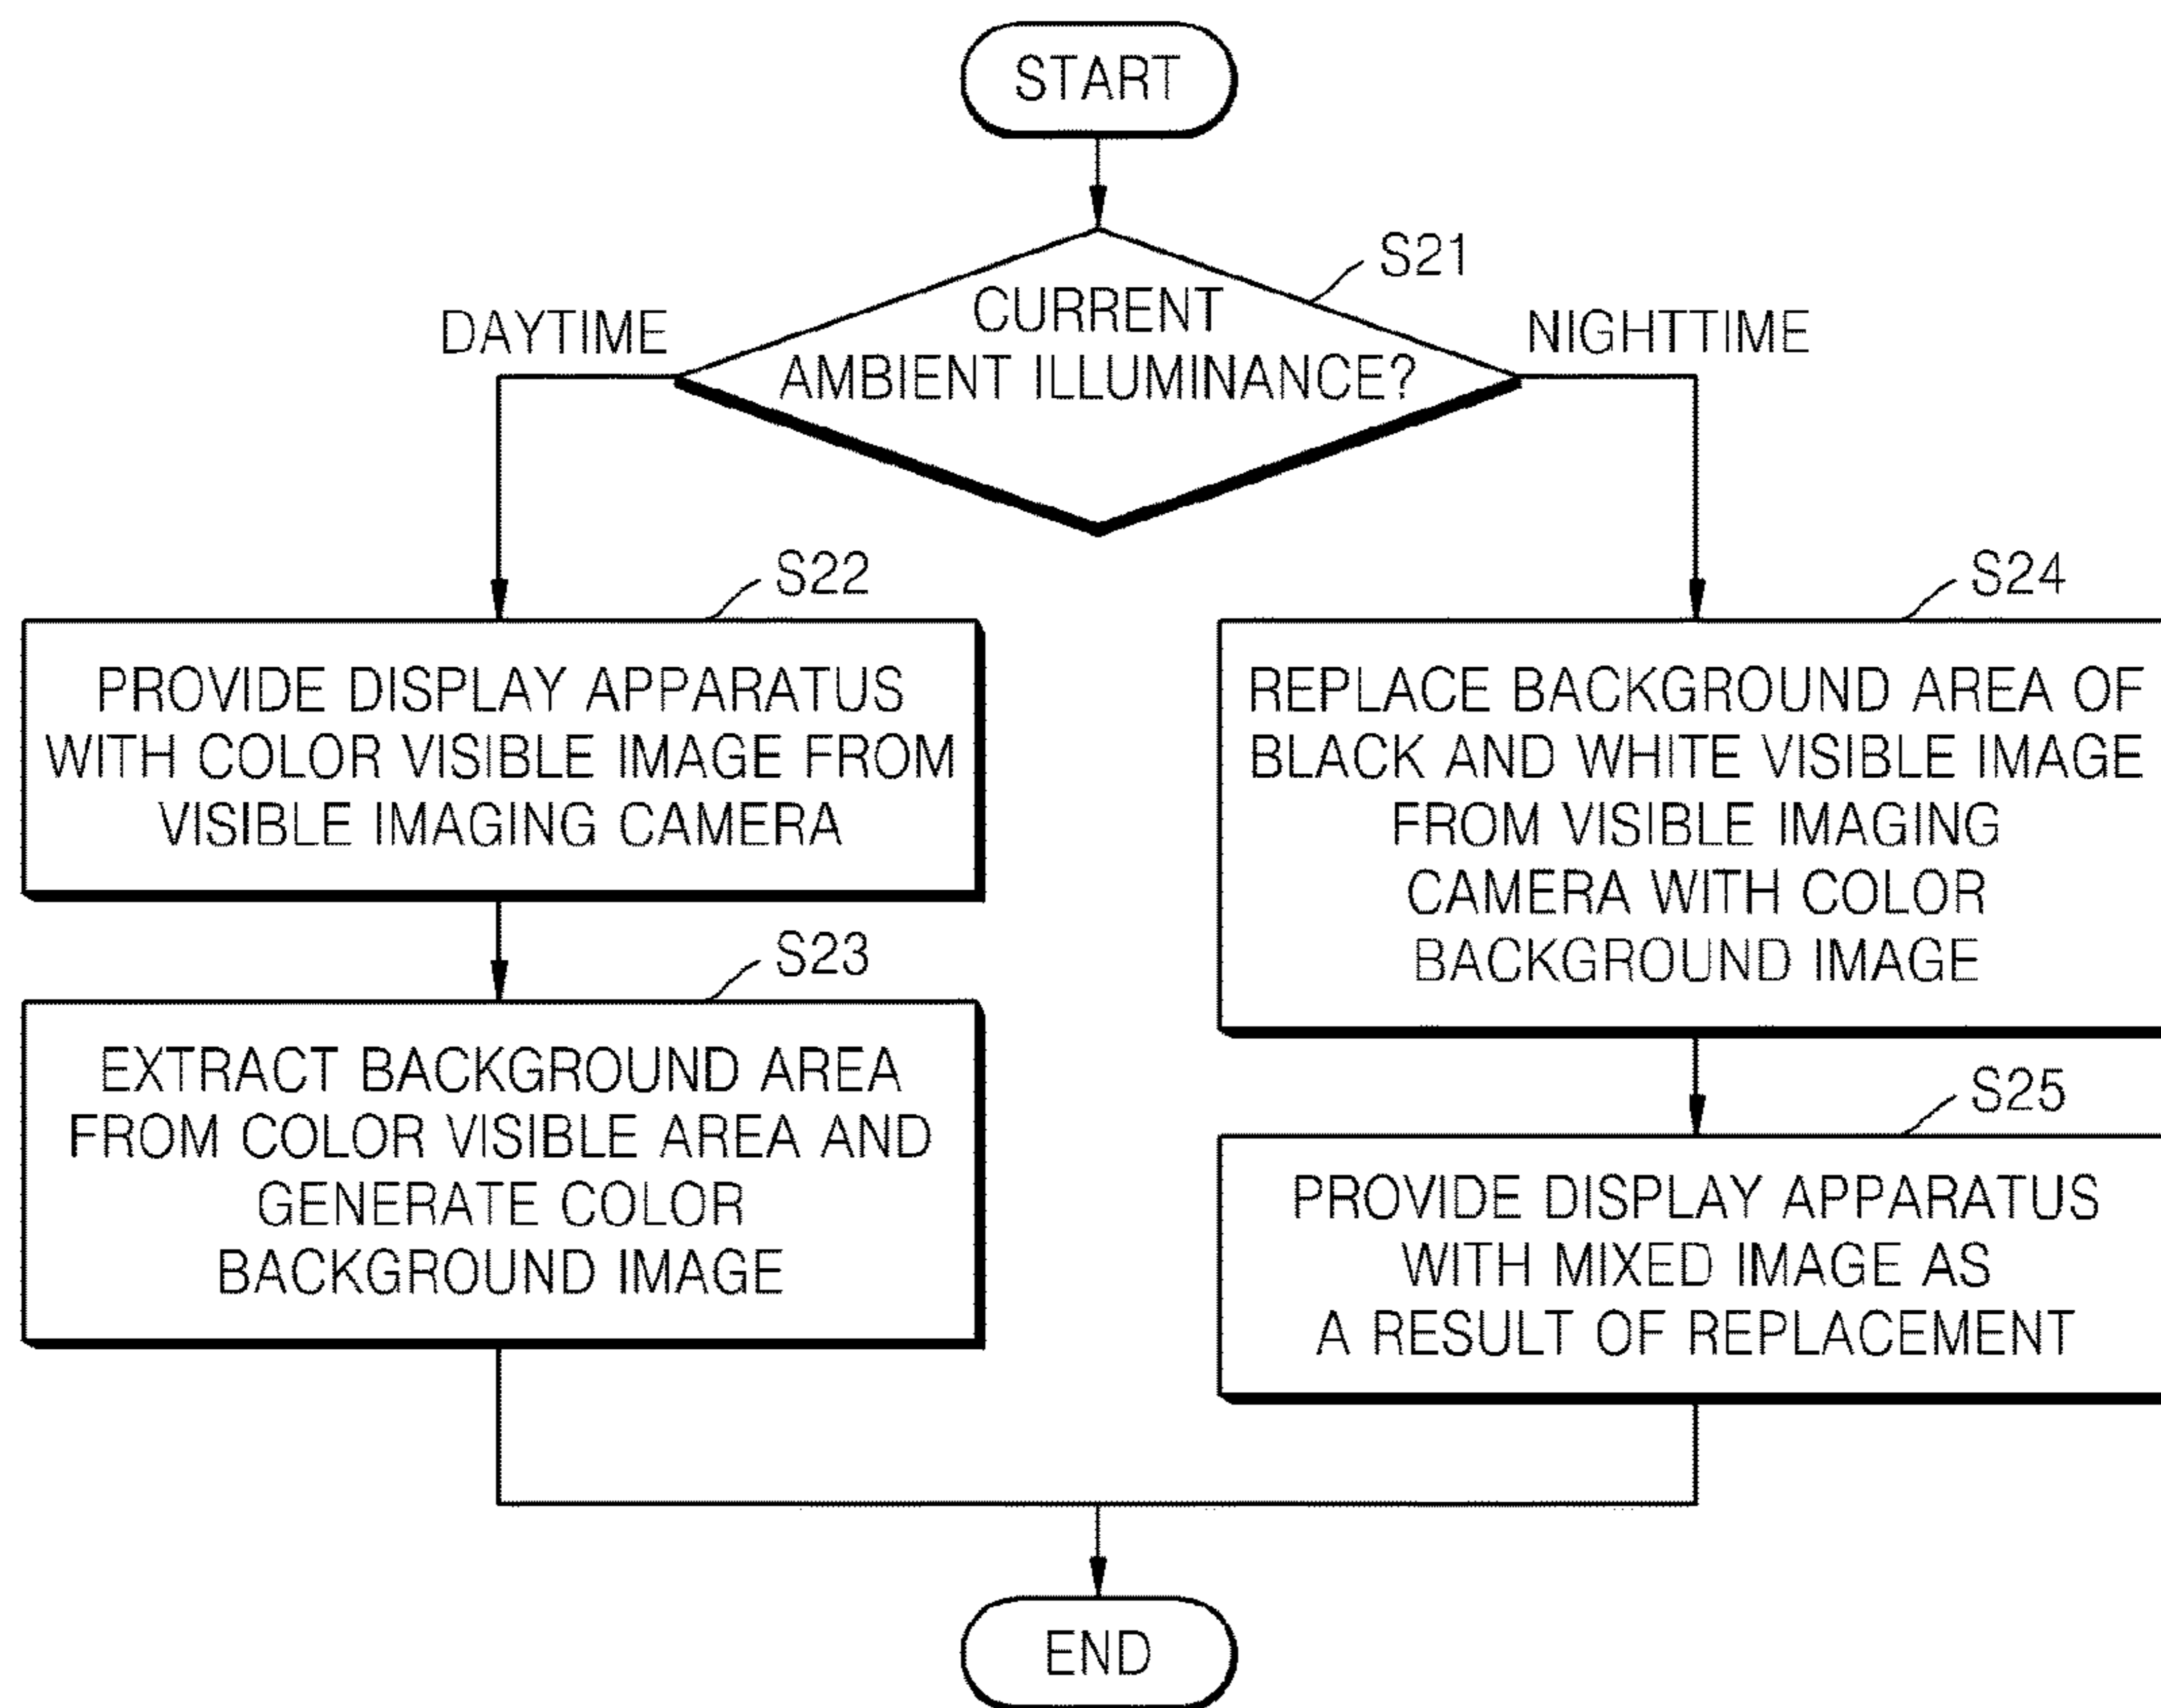 START
S21
CURRENT
AMBIENT ILLUMINANCE?
DAYTIME
NIGHTTIME
S22
PROVIDE DISPLAY APPARATUS
WITH COLOR VISIBLE IMAGE FROM
VISIBLE IMAGING CAMERA
S23
EXTRACT BACKGROUND AREA
FROM COLOR VISIBLE AREA AND
GENERATE COLOR
BACKGROUND IMAGE
S24
REPLACE BACKGROUND AREA OF
BLACK AND WHITE VISIBLE IMAGE
FROM VISIBLE IMAGING
CAMERA WITH COLOR
BACKGROUND IMAGE
S25
PROVIDE DISPLAY APPARATUS
WITH MIXED IMAGE AS
A RESULT OF REPLACEMENT
END